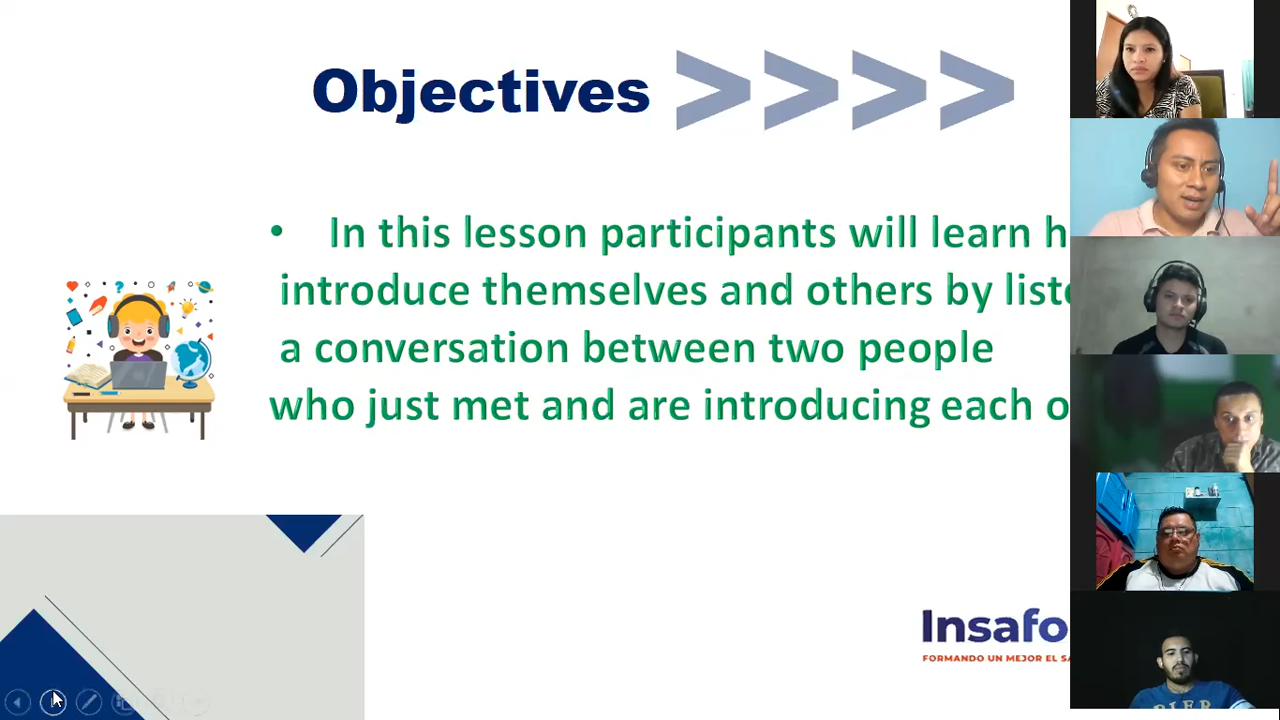 Objectives >>>>
• In this lesson participants will learn h
introduce themselves and others by liste
a conversation between two people
who just met and are introducing each o
Insafo
FORMANDO UN MEJOR EL SA